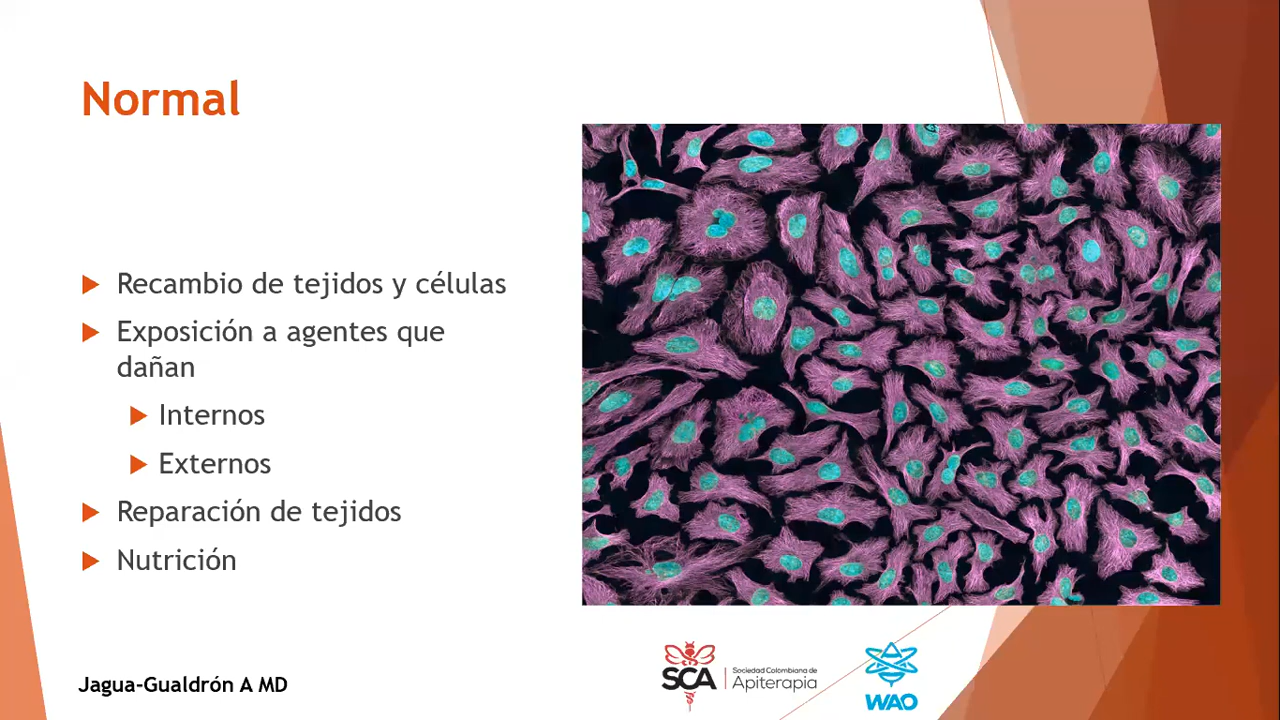 Normal
Recambio de tejidos y células
Exposición a agentes que
dañan
Internos
Externos
Reparación de tejidos
Nutrición
Jagua-Gualdrón A MD
SCA
Sociedad Colombiana de
Apiterapia
WAO